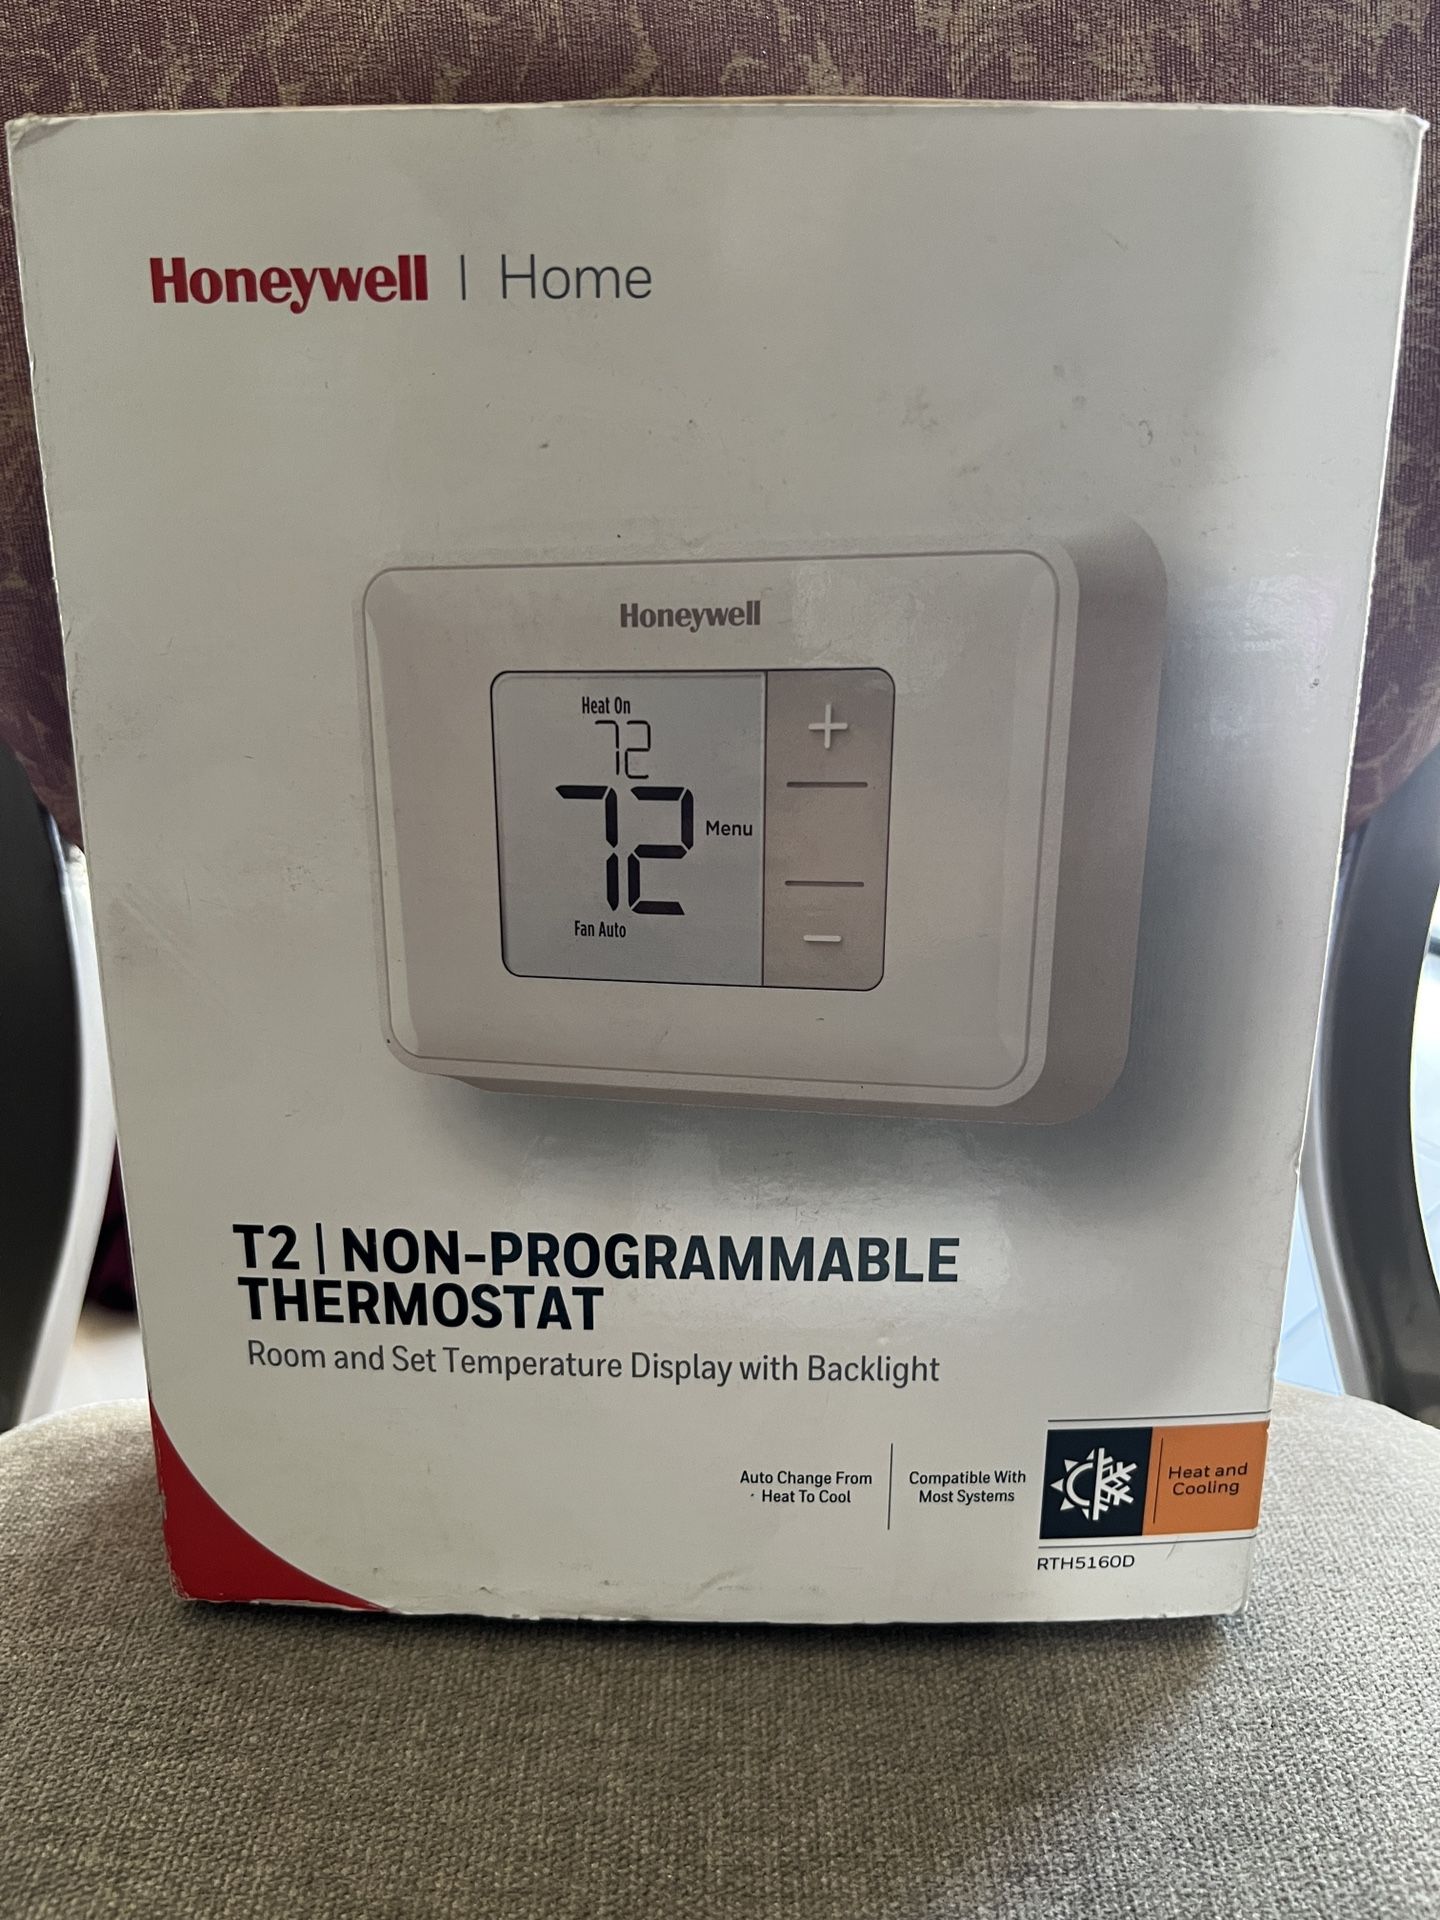 Honeywell | Home
Honeywell
Heat On
72
72
Menu
Fan Auto
T2 | NON-PROGRAMMABLE
THERMOSTAT
Room and Set Temperature Display with Backlight
Auto Change From
Heat To Cool
Compatible With
Most Systems
Heat and
Cooling
RTH5160D